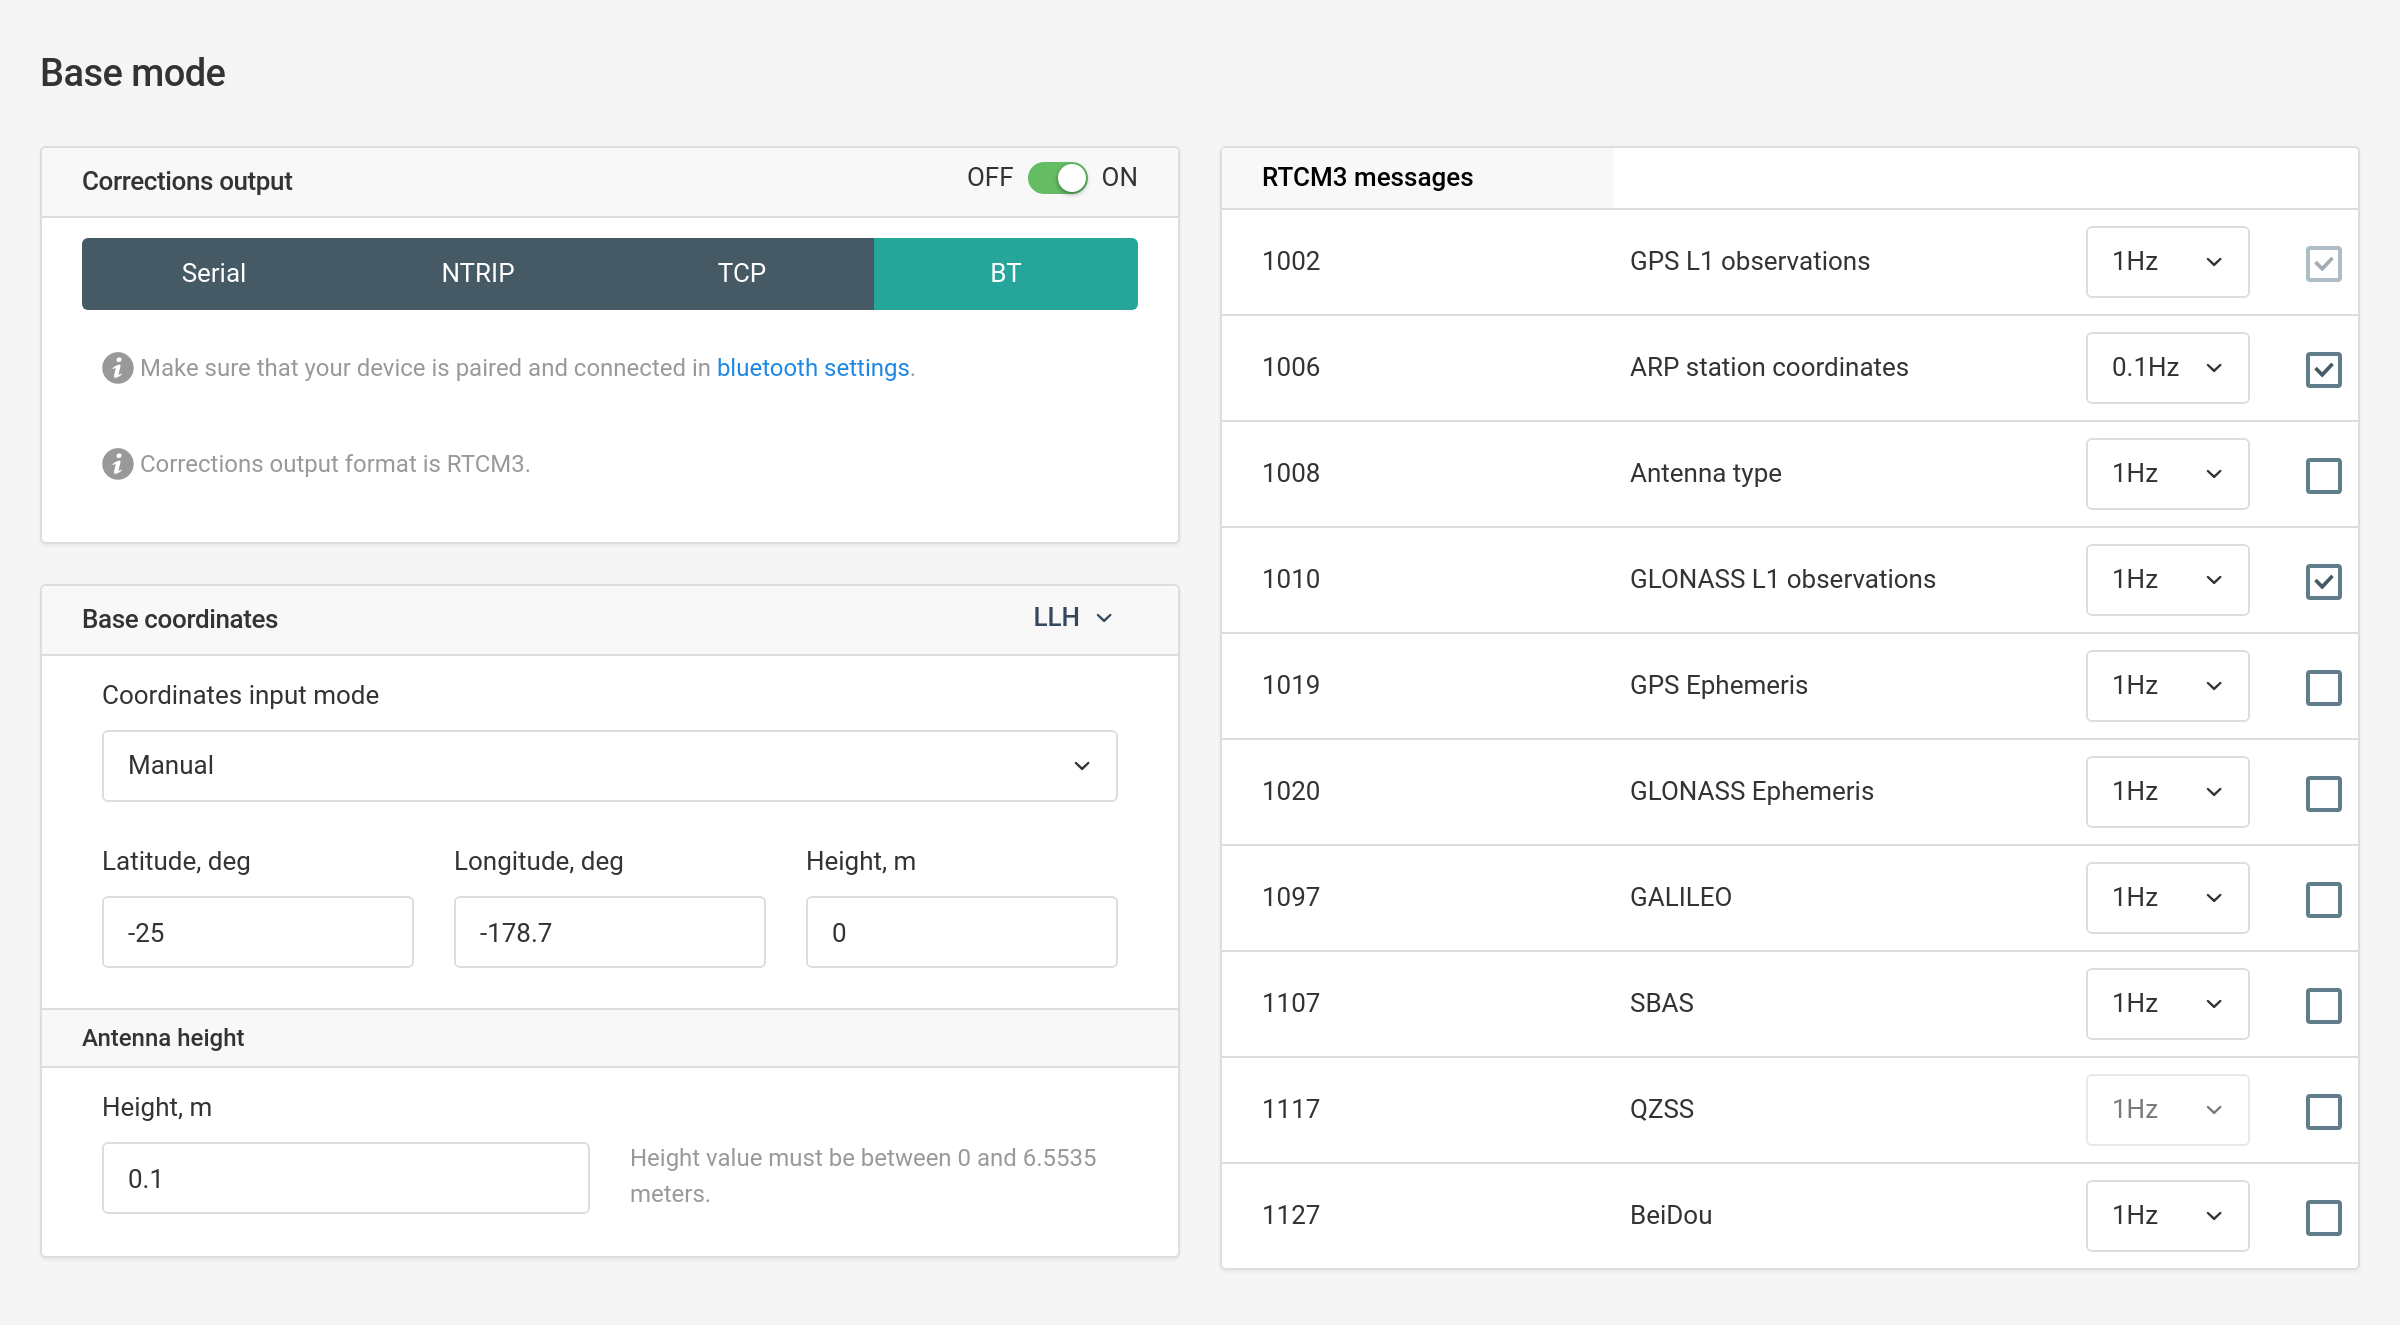 Base mode
Corrections output
OFF ON
Serial NTRIP TCP BT
Make sure that your device is paired and connected in bluetooth settings.
Corrections output format is RTCM3.
Base coordinates LLH
Coordinates input mode
Manual
Latitude, deg Longitude, deg Height, m
-25 -178.7 0
Antenna height
Height, m
0.1
Height value must be between 0 and 6.5535
meters.
RTCM3 messages
1002 GPS L1 observations 1Hz
1006 ARP station coordinates 0.1Hz
1008 Antenna type 1Hz
1010 GLONASS L1 observations 1Hz
1019 GPS Ephemeris 1Hz
1020 GLONASS Ephemeris 1Hz
1097 GALILEO 1Hz
1107 SBAS 1Hz
1117 QZSS 1Hz
1127 BeiDou 1Hz